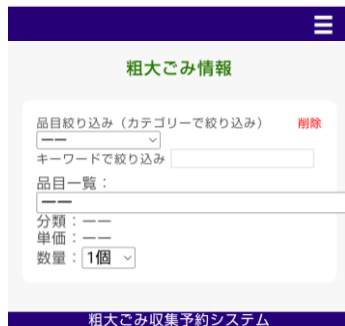 粗大ごみ情報
品目絞り込み（カテゴリーで絞り込み） 削除
ーー
キーワードで絞り込み
品目一覧：
ーー
分類：ーー
単価：ーー
数量：1個
粗大ごみ収集予約システム